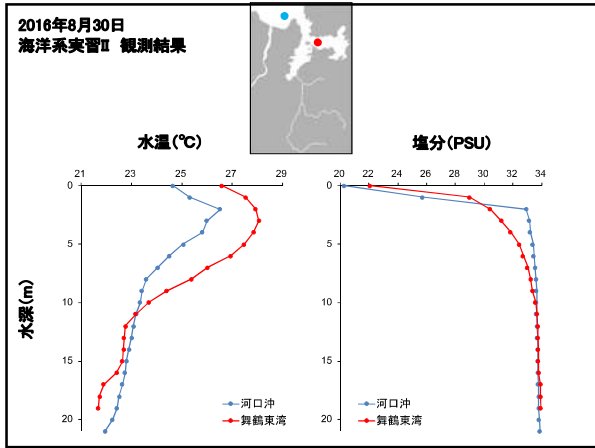 2016年8月30日
海洋系実習Ⅱ 観測結果
水温(℃)
21 23 25 27 29
0
5
10
15
20
水深(m)
河口沖
舞鶴東湾
塩分(PSU)
20 22 24 26 28 30 32 34
0
5
10
15
20
河口沖
舞鶴東湾